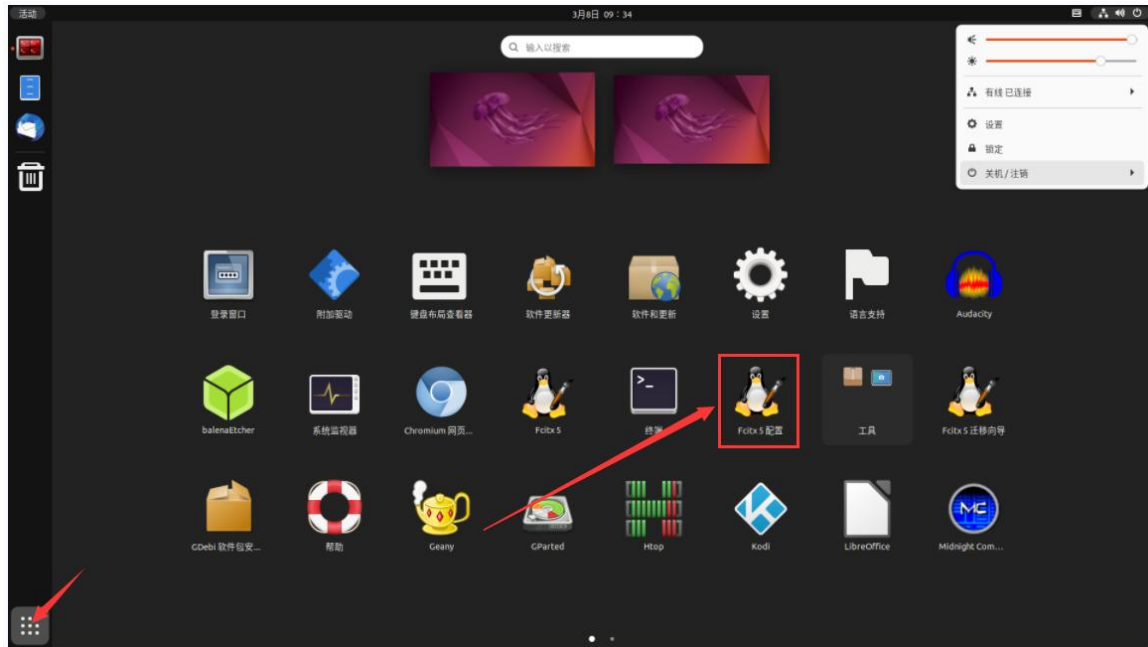 活动
3月8日 09：34
输入以搜索
有线 已连接
设置
锁定
关机/注销
登录窗口
附加驱动
键盘布局查看器
软件更新器
软件和更新
设置
语言支持
Audacity
balenaEtcher
系统监视器
Chromium 网页...
Fcitx 5
终端
Fcitx 5 配置
工具
Fcitx 5 迁移向导
GDebi 软件包安...
帮助
Geany
GParted
Htop
Kodi
LibreOffice
Midnight Com...